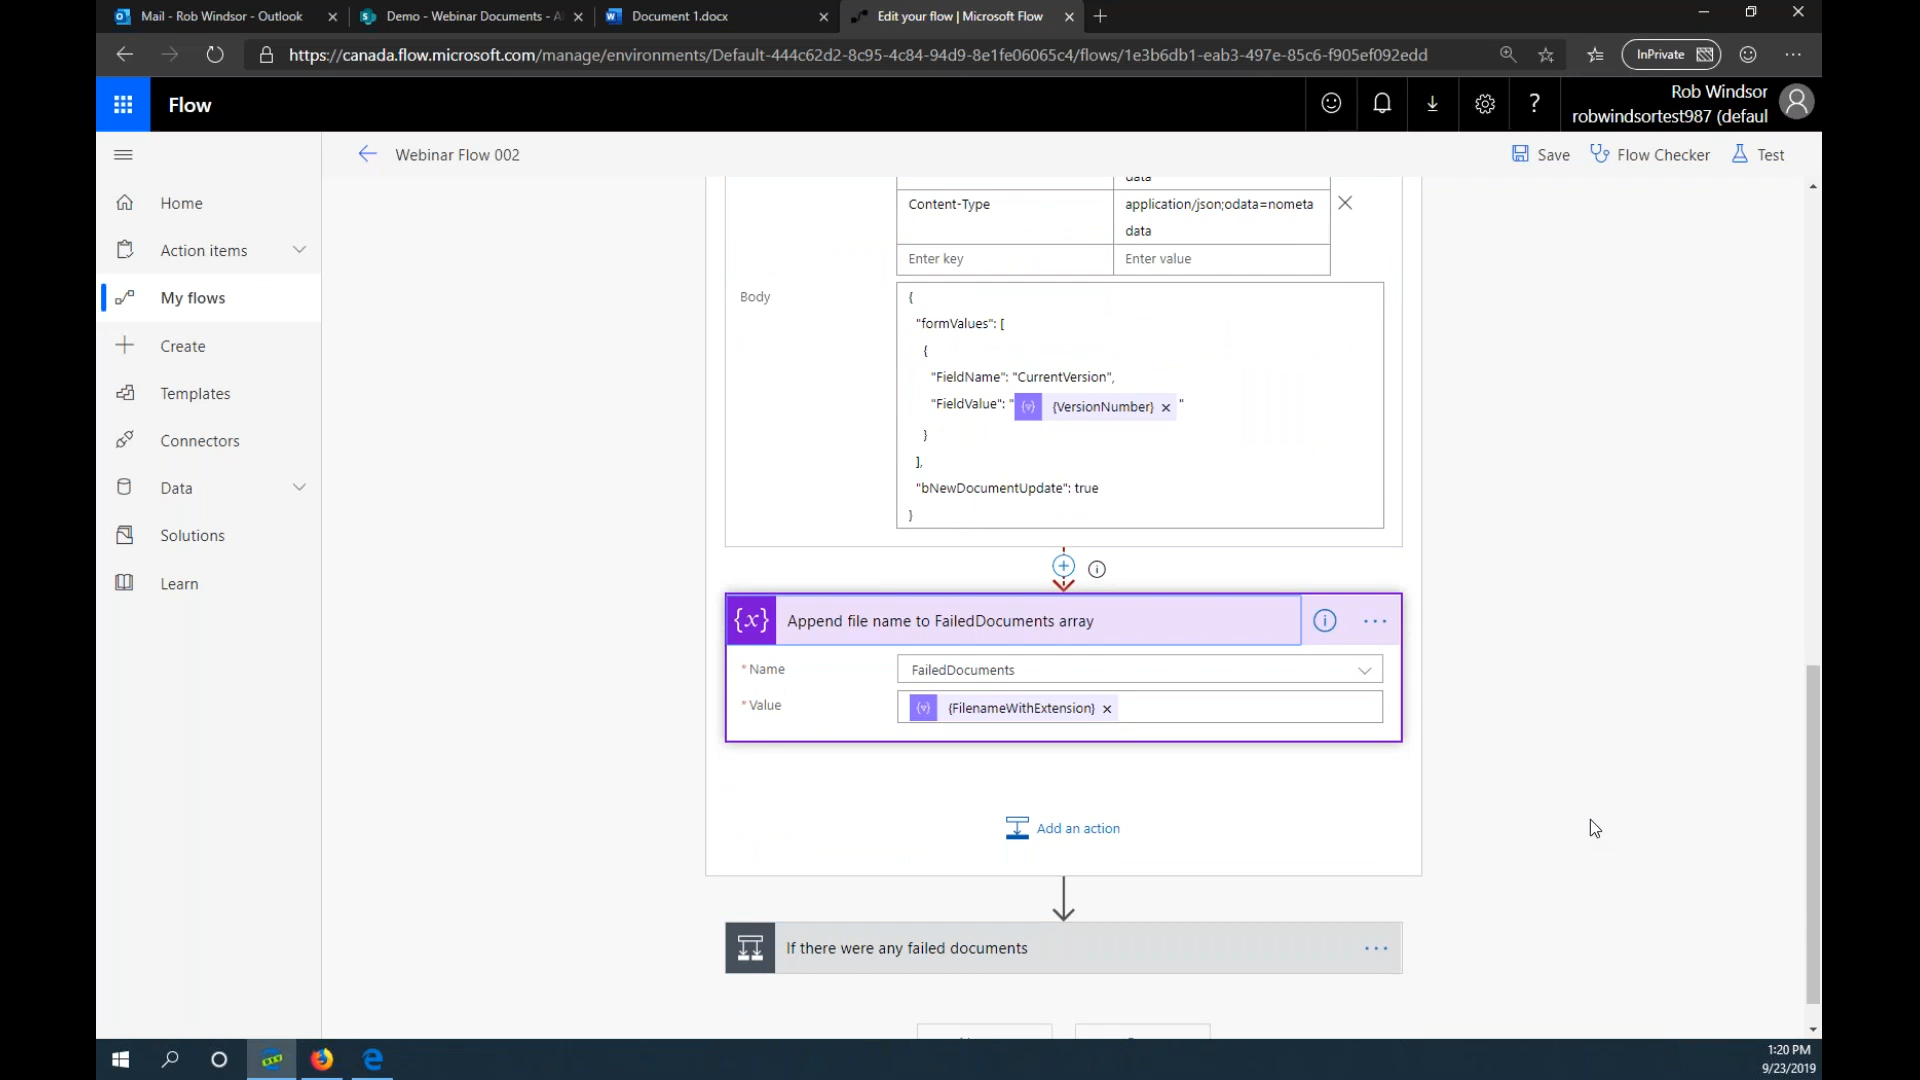 Mail - Rob Windsor - Outlook
Demo - Webinar Documents - A
Document 1.docx
Edit your flow | Microsoft Flow
https://canada.flow.microsoft.com/manage/environments/Default-444c62d2-8c95-4c84-94d9-8e1fe06065c4/flows/1e3b6db1-eab3-497e-85c6-f905ef092edd
InPrivate
Flow
?
Rob Windsor
robwindsortest987 (defaul
Webinar Flow 002
Save
Flow Checker
Test
Home
Action items
My flows
Create
Templates
Connectors
Data
Solutions
Learn
data
Content-Type
application/json;odata=nometa
data
Enter key
Enter value
Body
{
"formValues": [
{
"FieldName": "CurrentVersion",
"FieldValue": " {VersionNumber} "
}
],
"bNewDocumentUpdate": true
}
{x} Append file name to FailedDocuments array
* Name
FailedDocuments
* Value
{FilenameWithExtension}
Add an action
If there were any failed documents
1:20 PM
9/23/2019